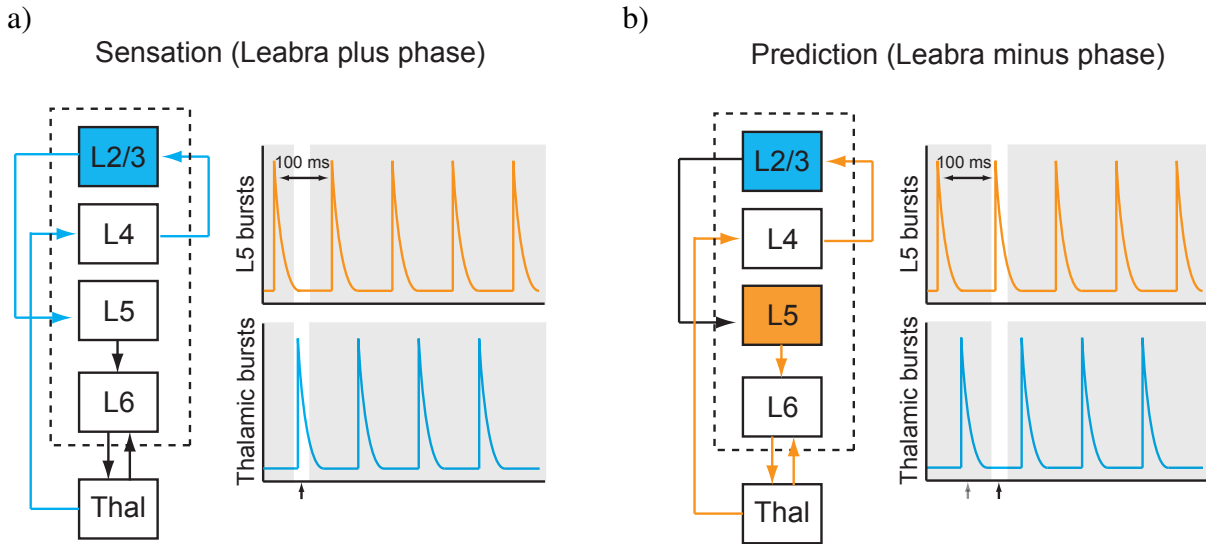 a)
Sensation (Leabra plus phase)
L2/3
L4
L5
L6
Thal
L5 bursts
100 ms
Thalamic bursts
b)
Prediction (Leabra minus phase)
L2/3
L4
L5
L6
Thal
L5 bursts
100 ms
Thalamic bursts